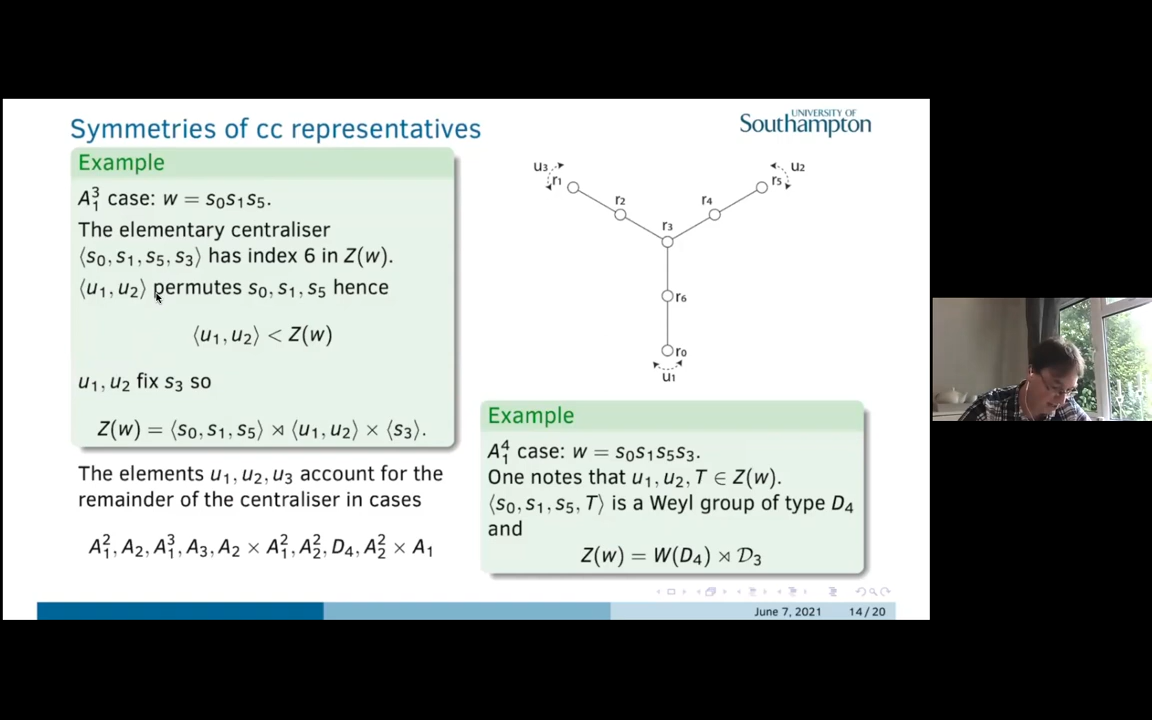 Symmetries of cc representatives
UNIVERSITY OF
Southampton
Example
A₁³ case: w = s₀s₁s₅.
The elementary centraliser
⟨s₀, s₁, s₅, s₃⟩ has index 6 in Z(w).
⟨u₁, u₂⟩ permutes s₀, s₁, s₅ hence
⟨u₁, u₂⟩ < Z(w)
u₁, u₂ fix s₃ so
Z(w) = ⟨s₀, s₁, s₅⟩ ⋊ ⟨u₁, u₂⟩ × ⟨s₃⟩.
The elements u₁, u₂, u₃ account for the
remainder of the centraliser in cases
A₁², A₂, A₁³, A₃, A₂ × A₁², A₂², D₄, A₂² × A₁
u₃
r₁
u₂
r₅
r₂
r₄
r₃
r₆
r₀
u₁
Example
A₁⁴ case: w = s₀s₁s₅s₃.
One notes that u₁, u₂, T ∈ Z(w).
⟨s₀, s₁, s₅, T⟩ is a Weyl group of type D₄
and
Z(w) = W(D₄) ⋊ 𝒟₃
June 7, 2021
14 / 20